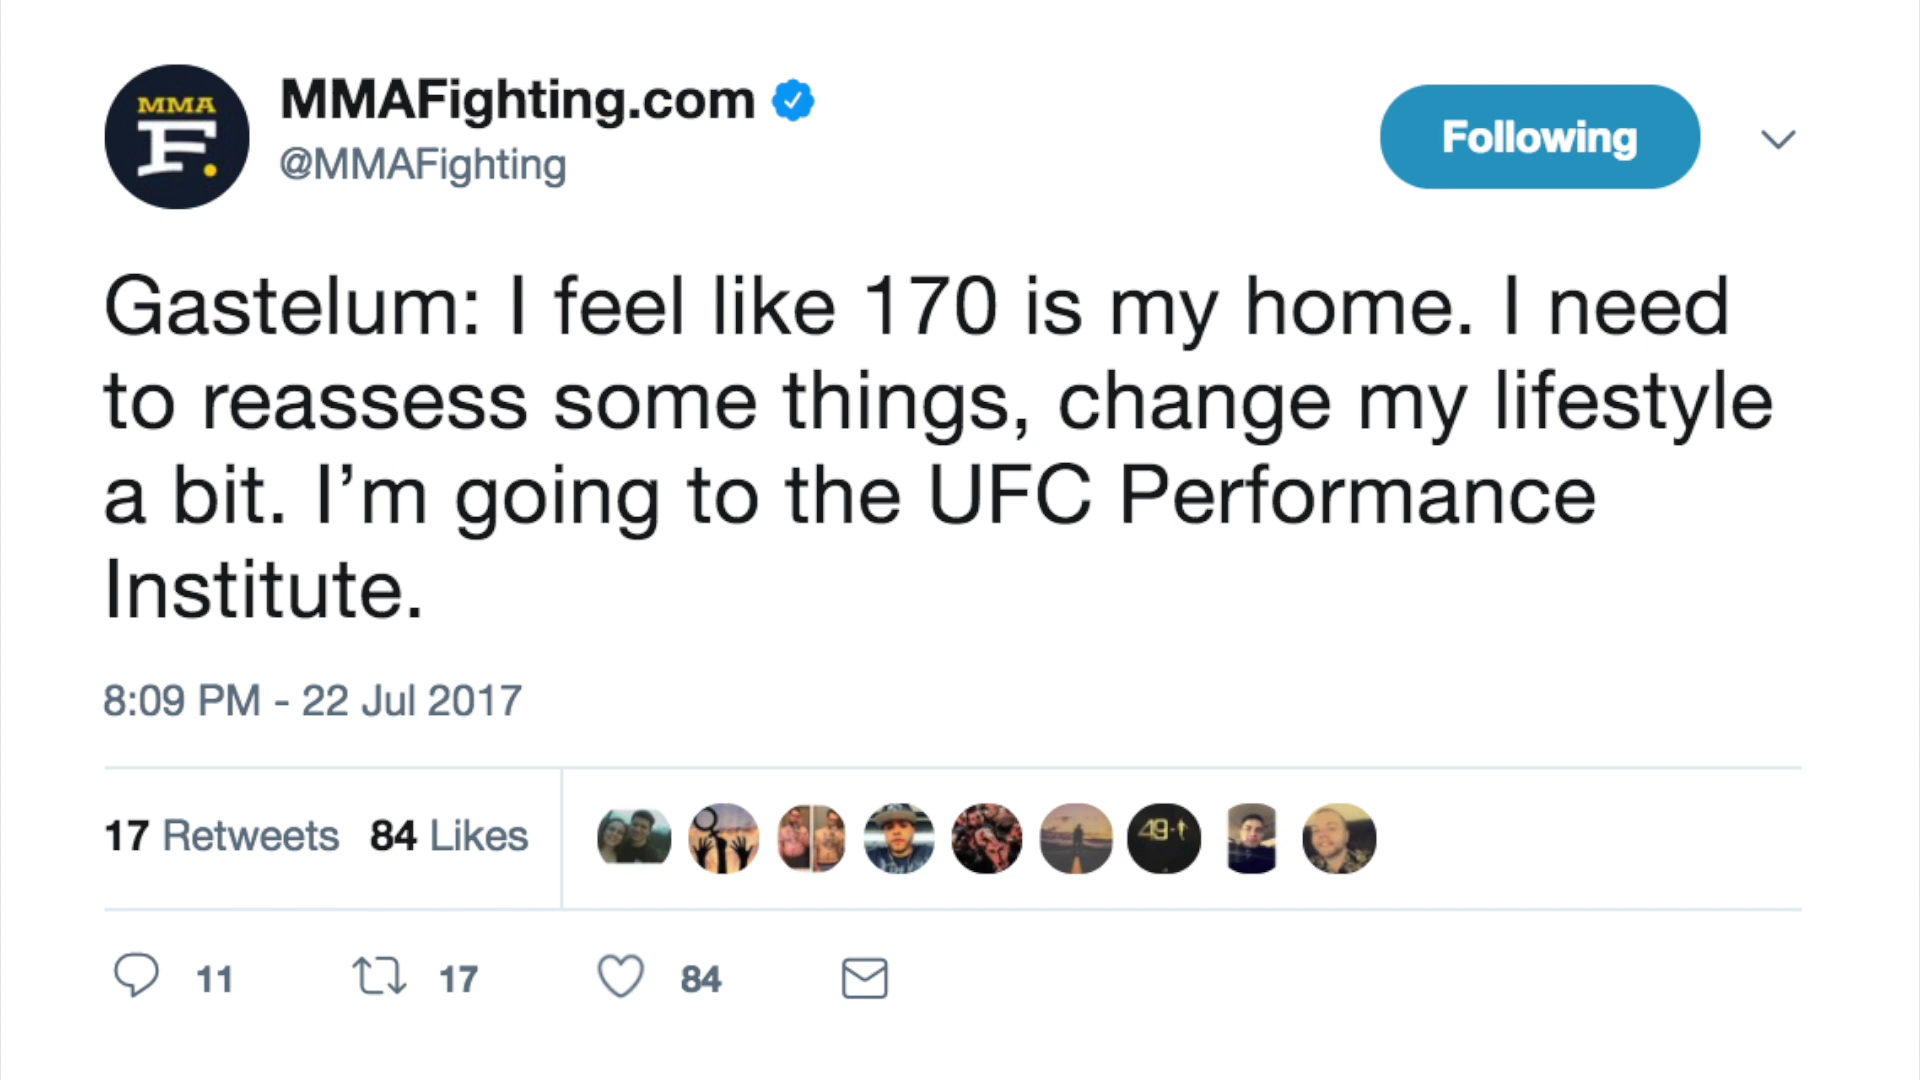 MMA
F.
MMAFighting.com
@MMAFighting
Following
Gastelum: I feel like 170 is my home. I need
to reassess some things, change my lifestyle
a bit. I’m going to the UFC Performance
Institute.
8:09 PM - 22 Jul 2017
17 Retweets 84 Likes
49-1
11 17 84